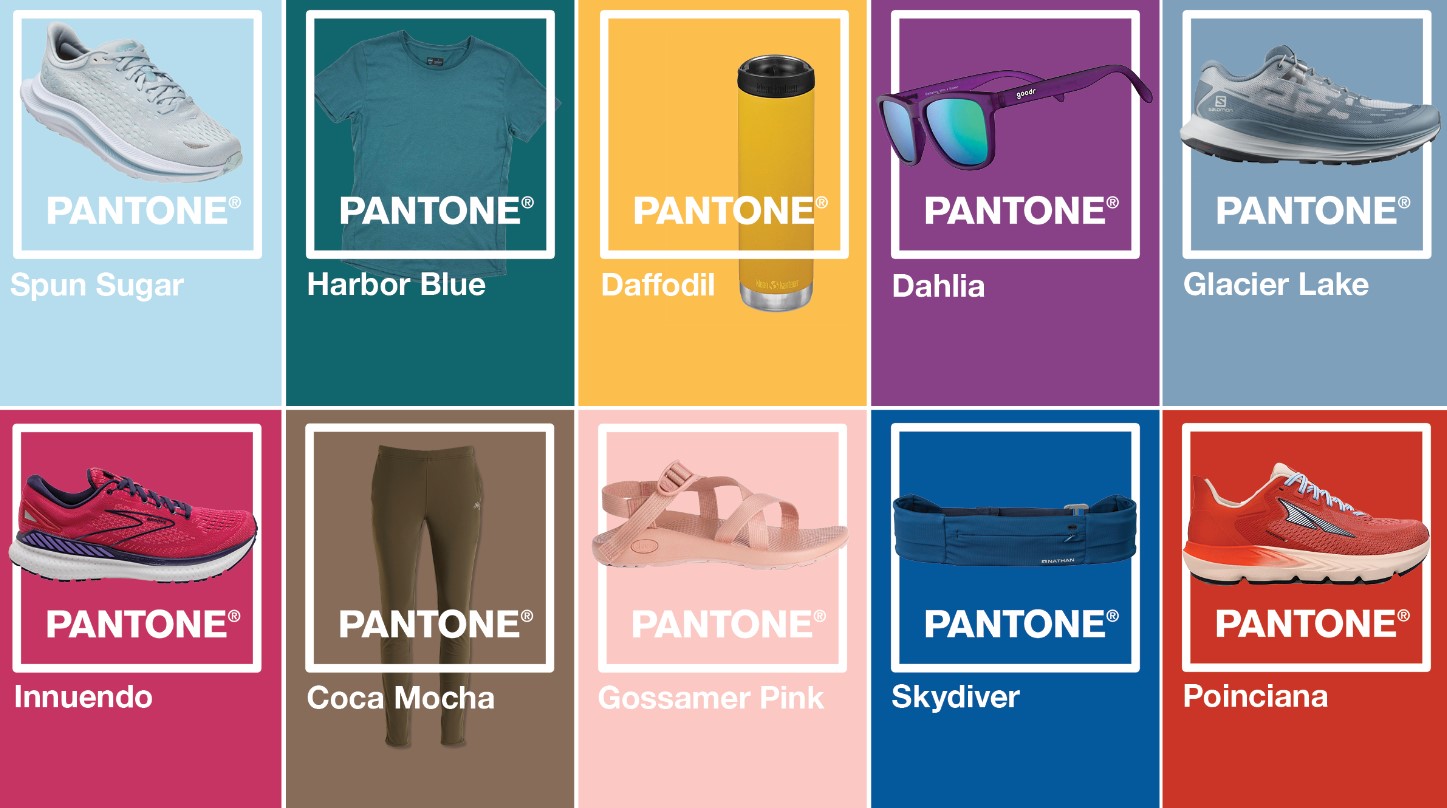 PANTONE®
Spun Sugar
PANTONE®
Harbor Blue
PANTONE®
Daffodil
goodr
PANTONE®
Dahlia
S
SALOMON
PANTONE®
Glacier Lake
PANTONE®
Innuendo
PANTONE®
Coca Mocha
PANTONE®
Gossamer Pink
NATHAN
PANTONE®
Skydiver
PANTONE®
Poinciana